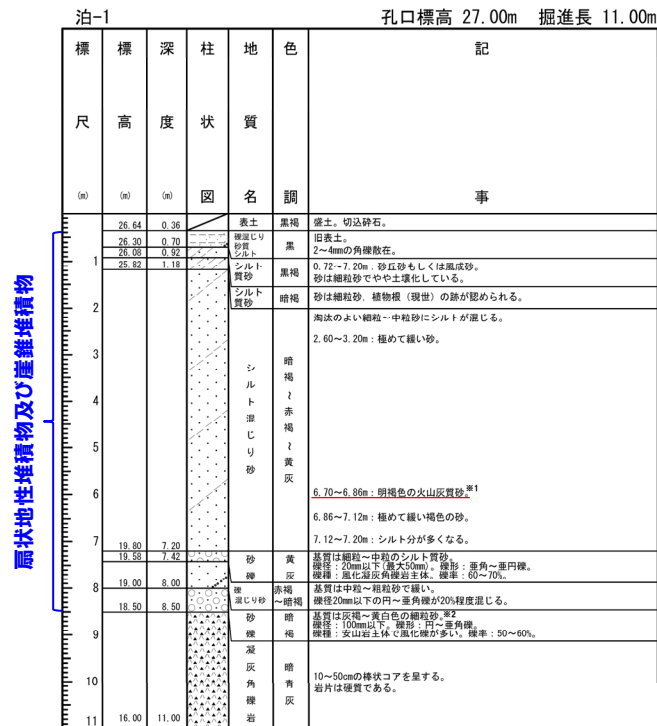 泊-1 孔口標高 27.00m 掘進長 11.00m
標尺(m) 標高(m) 深度(m) 柱状図 地質名 色調 記事
26.64 0.36 表土 黒褐 盛土。切込砕石。
26.30 0.70 礫混じり砂質シルト 黒 旧表土。
2~4mmの角礫散在。
26.08 0.92
25.82 1.18
1 シルト質砂 黒褐 0.72~7.20m:砂丘砂もしくは風成砂。
砂は細粒砂でやや土壌化している。
シルト質砂 暗褐 砂は細粒砂。植物根(現世)の跡が認められる。
2
シルト混じり砂 暗褐~赤褐~黄灰 淘汰のよい細粒~中粒砂にシルトが混じる。
2.60~3.20m:極めて緩い砂。
3
4
5
6 6.70~6.86m:明褐色の火山灰質砂。※1
6.86~7.12m:極めて緩い褐色の砂。
7 7.12~7.20m:シルト分が多くなる。
19.80 7.20
19.58 7.42
砂礫 黄灰 基質は細粒~中粒のシルト質砂。
礫径:20mm以下(最大50mm)。礫形:亜角~亜円礫。
礫種:風化凝灰角礫岩主体。礫率:60~70%。
8 19.00 8.00 礫混じり砂 赤褐~暗褐 基質は中粒~粗粒砂で緩い。
礫径20mm以下の円~亜角礫が20%程度混じる。
18.50 8.50
砂礫 暗褐 基質は灰褐~黄白色の細粒砂。※2
礫径:100mm以下。礫形:円~亜角礫。
9 礫種:安山岩主体で風化礫が多い。礫率:50~60%。
凝灰角礫岩 暗青灰 10~50cmの棒状コアを呈する。
10 岩片は硬質である。
11 16.00 11.00
扇状地性堆積物及び崖錐堆積物